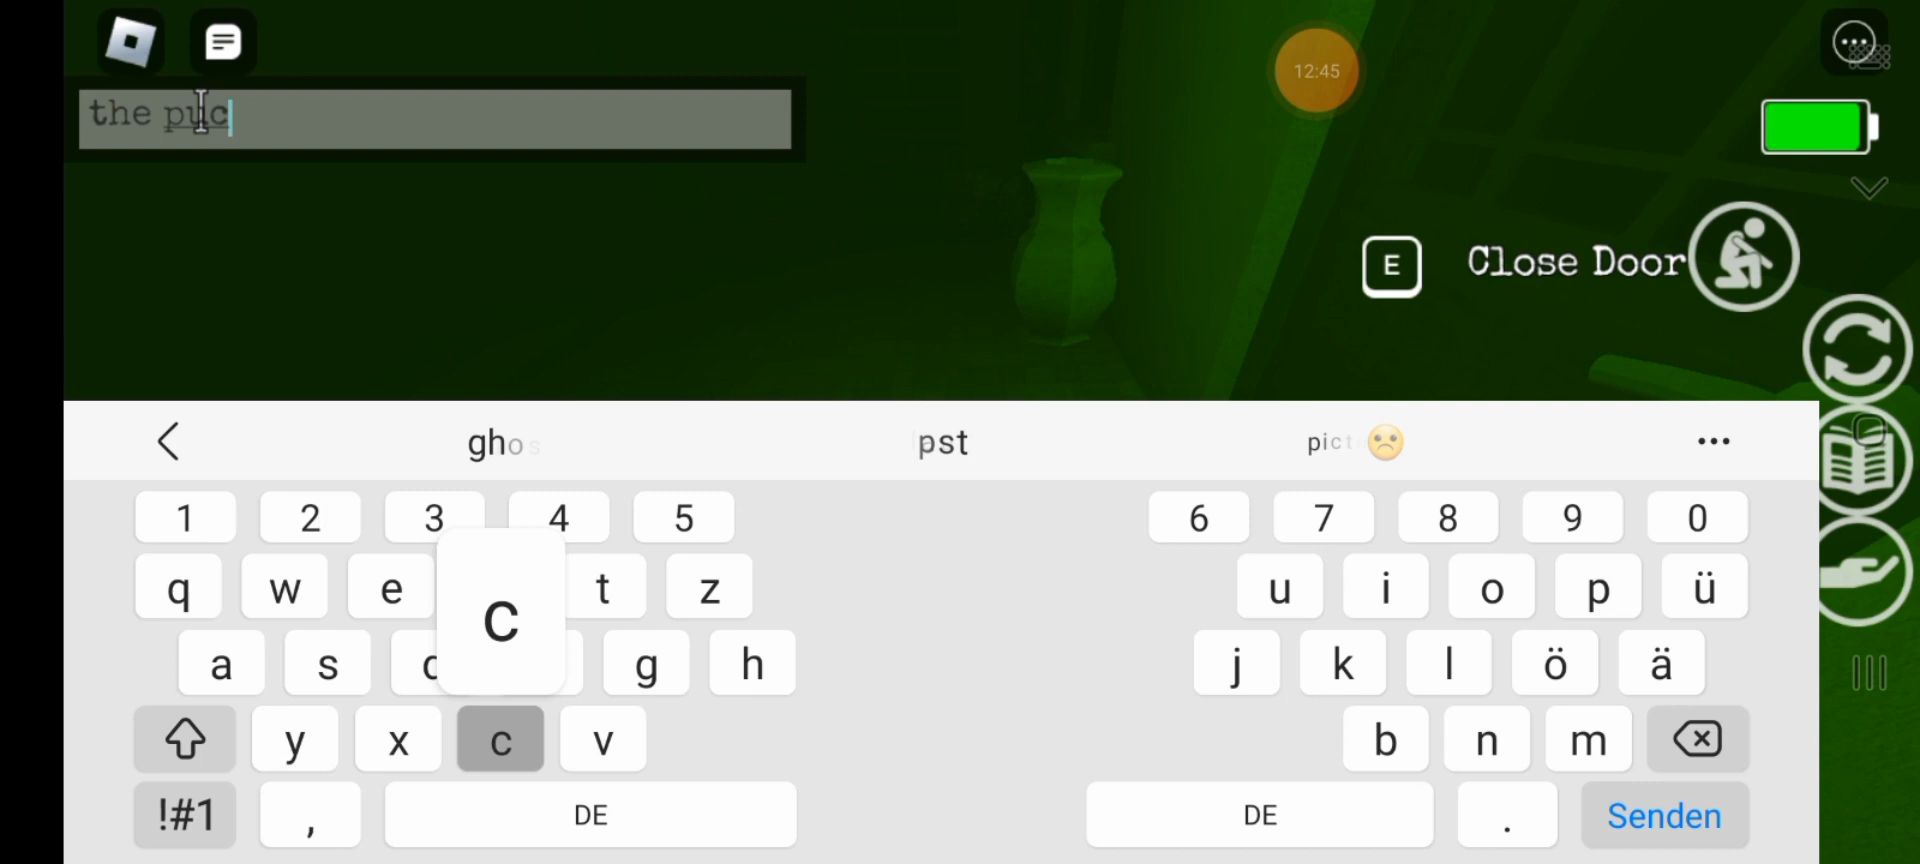 12:45
the puc
E Close Door
gh pst pict
1 2 3 4 5 6 7 8 9 0
q w e t z u i o p ü
a s g h j k l ö ä
c
y x c v b n m
!#1 , DE DE . Senden